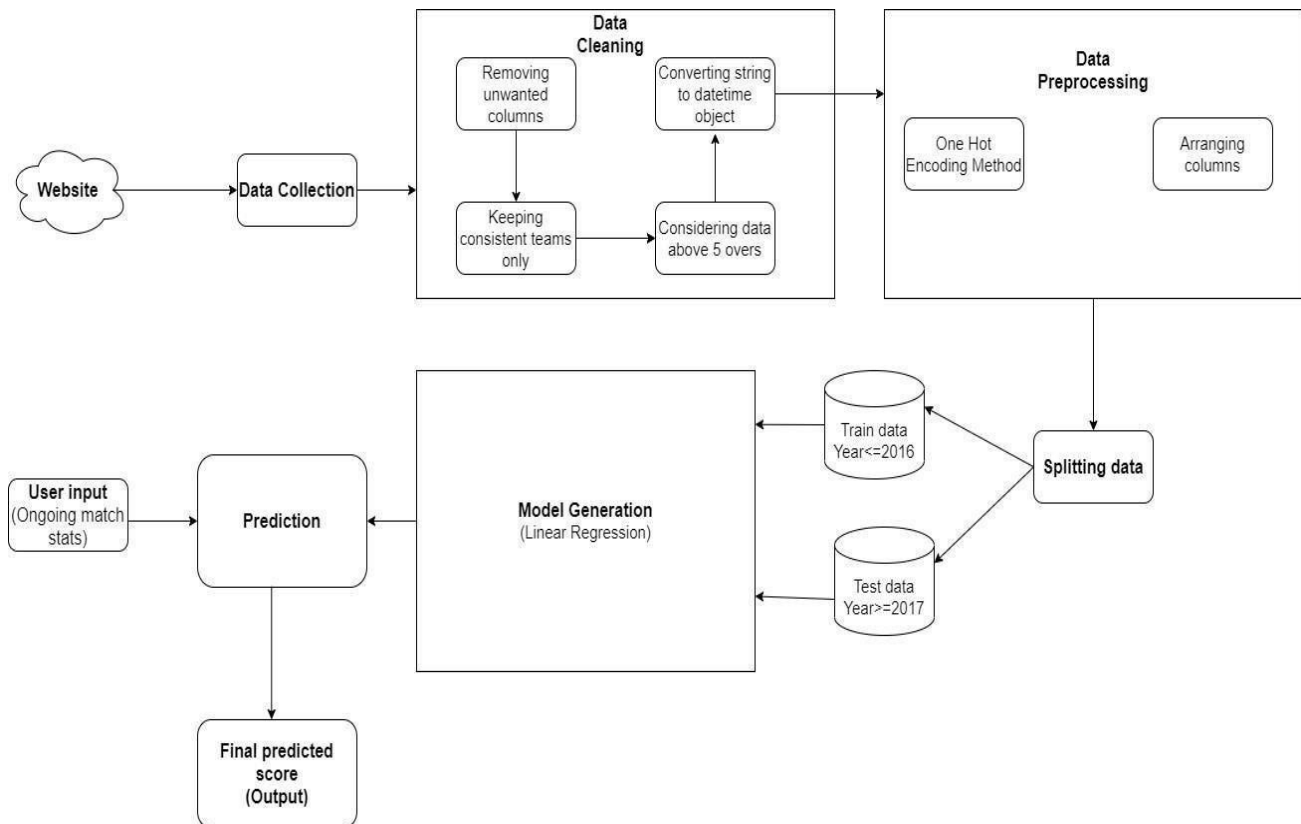 Data
Cleaning
Removing
unwanted
columns
Converting string
to datetime
object
Keeping
consistent teams
only
Considering data
above 5 overs
Data
Preprocessing
One Hot
Encoding Method
Arranging
columns
Website
Data Collection
Train data
Year<=2016
Splitting data
Test data
Year>=2017
Model Generation
(Linear Regression)
User input
(Ongoing match
stats)
Prediction
Final predicted
score
(Output)